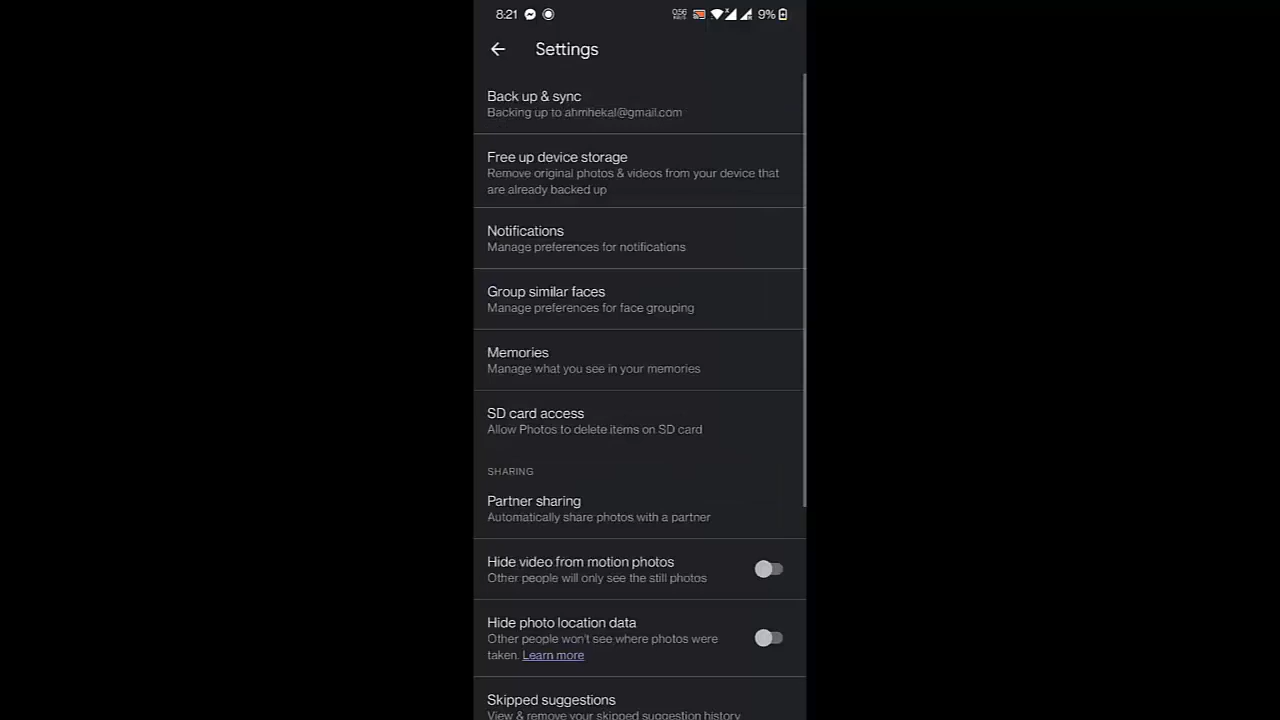 8:21 0.56 9%
Settings
Back up & sync
Backing up to ahmhekal@gmail.com
Free up device storage
Remove original photos & videos from your device that
are already backed up
Notifications
Manage preferences for notifications
Group similar faces
Manage preferences for face grouping
Memories
Manage what you see in your memories
SD card access
Allow Photos to delete items on SD card
SHARING
Partner sharing
Automatically share photos with a partner
Hide video from motion photos
Other people will only see the still photos
Hide photo location data
Other people won't see where photos were
taken. Learn more
Skipped suggestions
View & remove your skipped suggestion history